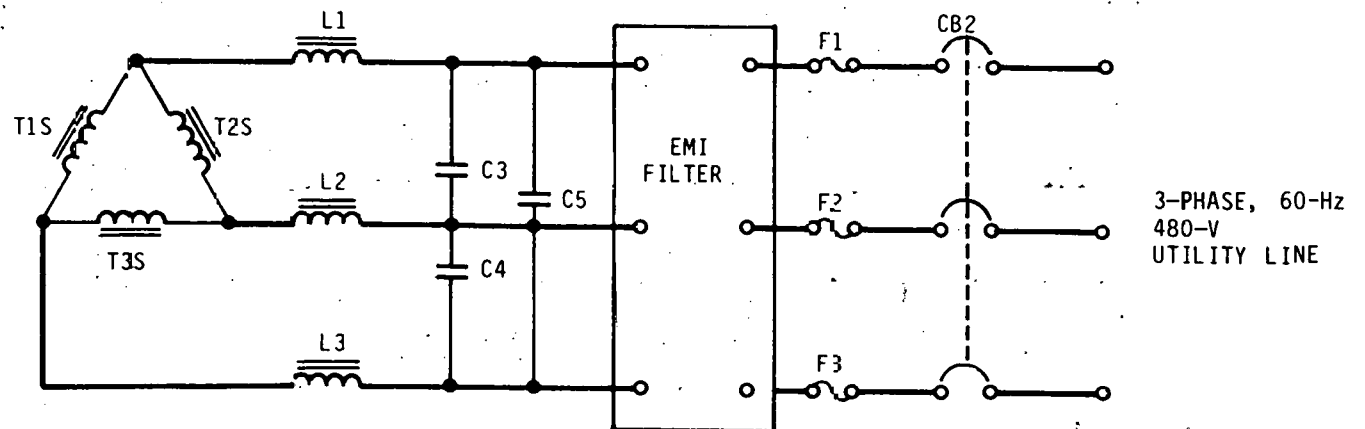 L1
F1
CB2
T1S
T2S
EMI
FILTER
C3
L2
C5
F2
3-PHASE, 60-Hz
480-V
UTILITY LINE
T3S
C4
L3
F3